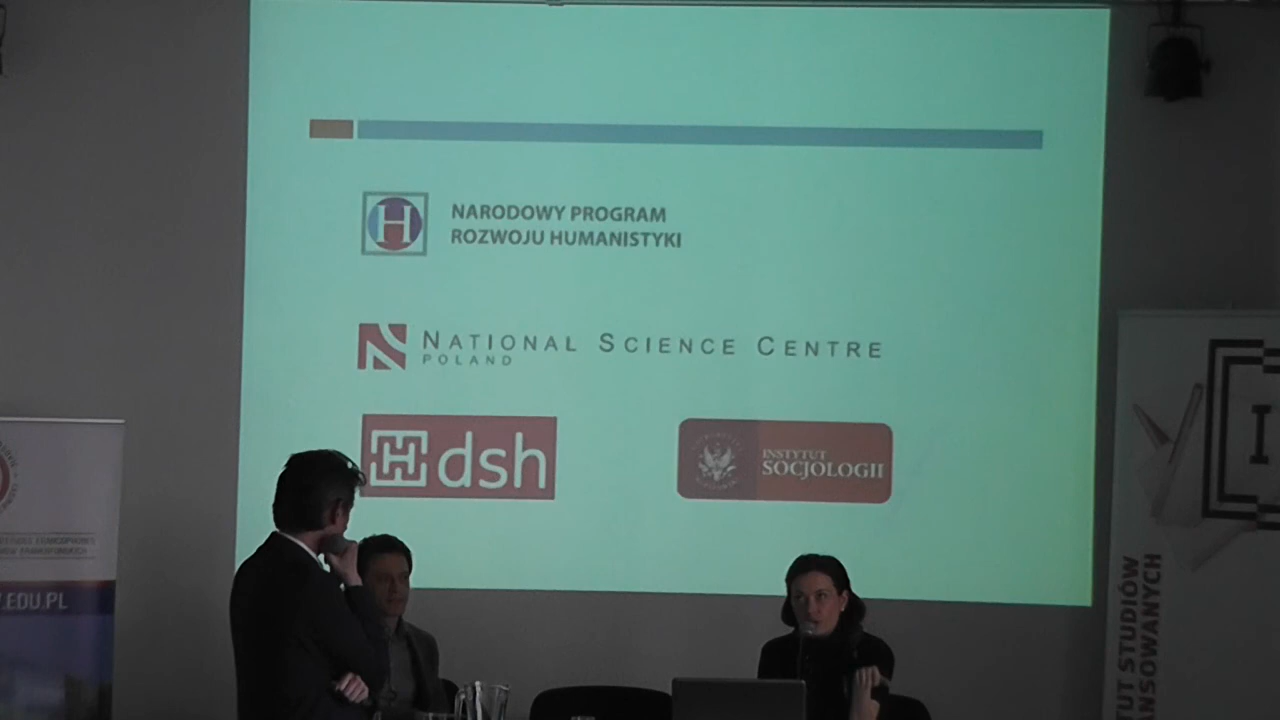 NARODOWY PROGRAM
ROZWOJU HUMANISTYKI
NATIONAL SCIENCE CENTRE
POLAND
dsh
INSTYTUT
SOCJOLOGII
.EDU.PL
TUT STUDIÓW
NSOWANYCH